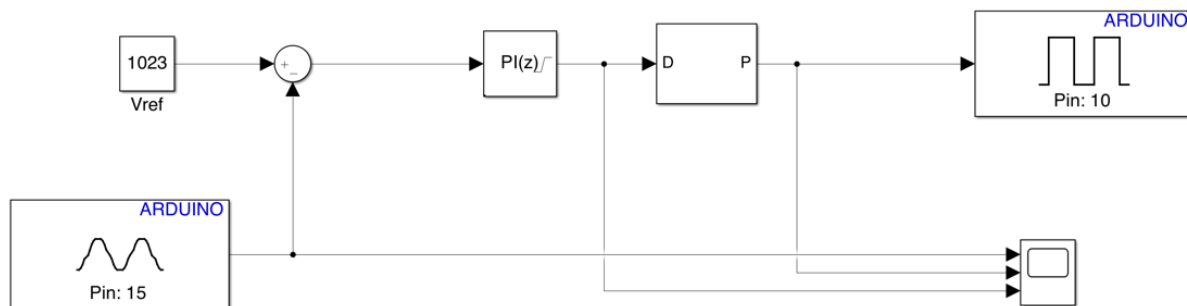 ARDUINO
1023
+
−
PI(z)
D
P
Pin: 10
Vref
ARDUINO
Pin: 15